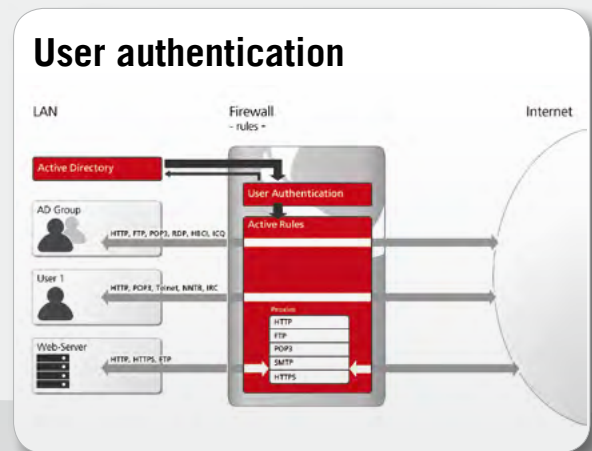 User authentication
LAN
Firewall
- rules -
Internet
Active Directory
User Authentication
AD Group
Active Rules
HTTP, FTP, POP3, RDP, HBCI, ICQ
User 1
HTTP, POP3, Telnet, NNTB, IRC
Proxies
HTTP
FTP
POP3
SMTP
HTTPS
Web-Server
HTTP, HTTPS, FTP